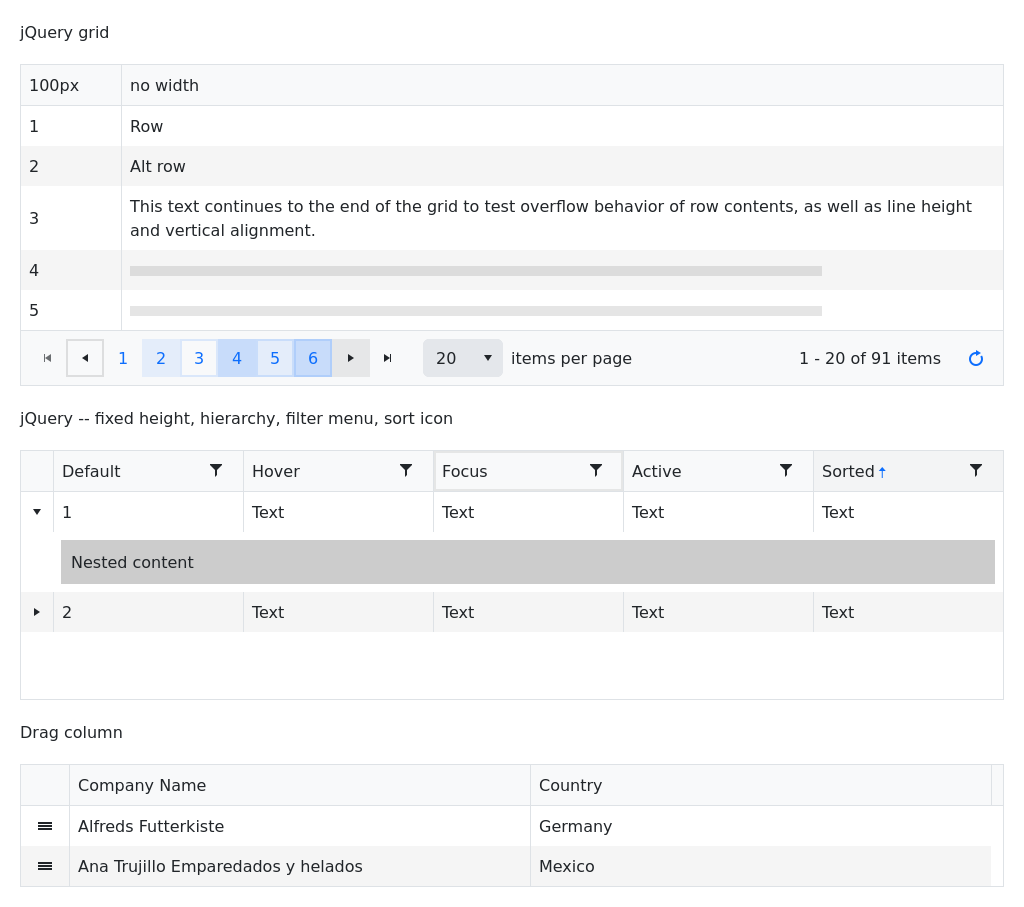 jQuery grid
100px no width
1 Row
2 Alt row
3 This text continues to the end of the grid to test overflow behavior of row contents, as well as line height
and vertical alignment.
4
5
1 2 3 4 5 6 20 items per page 1 - 20 of 91 items
jQuery -- fixed height, hierarchy, filter menu, sort icon
Default Hover Focus Active Sorted
1 Text Text Text Text
Nested content
2 Text Text Text Text
Drag column
Company Name Country
Alfreds Futterkiste Germany
Ana Trujillo Emparedados y helados Mexico